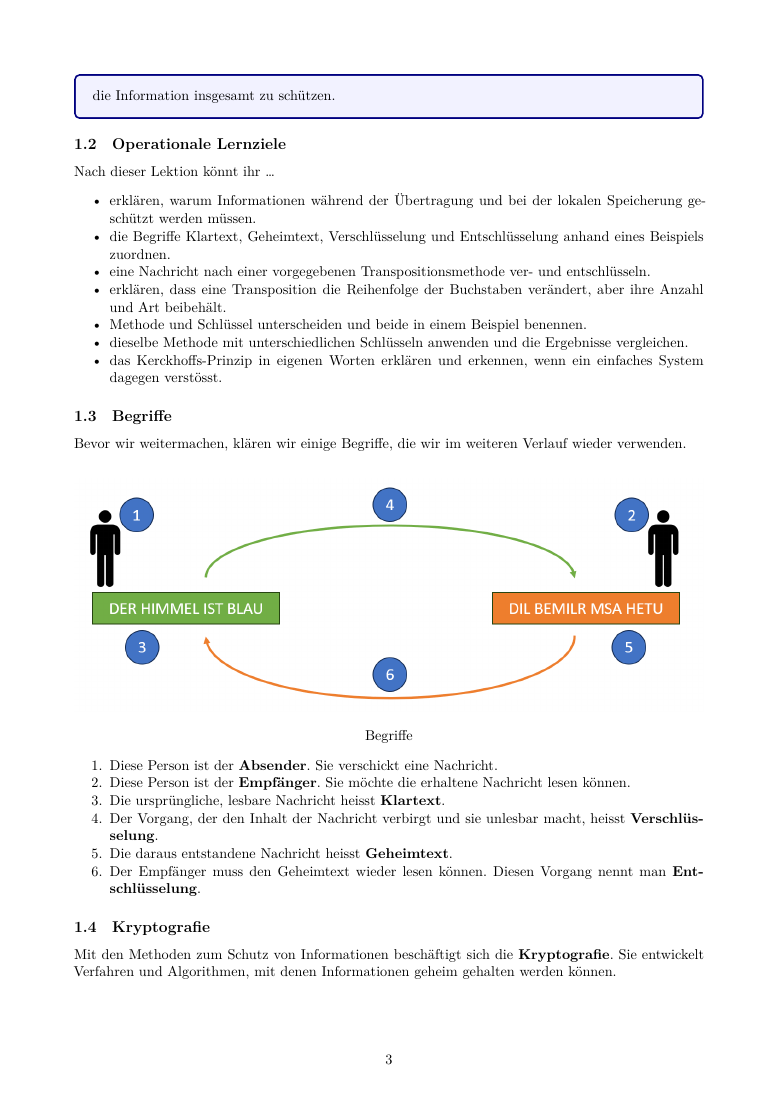 die Information insgesamt zu schützen.
1.2 Operationale Lernziele
Nach dieser Lektion könnt ihr …
• erklären, warum Informationen während der Übertragung und bei der lokalen Speicherung ge-
schützt werden müssen.
• die Begriffe Klartext, Geheimtext, Verschlüsselung und Entschlüsselung anhand eines Beispiels
zuordnen.
• eine Nachricht nach einer vorgegebenen Transpositionsmethode ver- und entschlüsseln.
• erklären, dass eine Transposition die Reihenfolge der Buchstaben verändert, aber ihre Anzahl
und Art beibehält.
• Methode und Schlüssel unterscheiden und beide in einem Beispiel benennen.
• dieselbe Methode mit unterschiedlichen Schlüsseln anwenden und die Ergebnisse vergleichen.
• das Kerckhoffs-Prinzip in eigenen Worten erklären und erkennen, wenn ein einfaches System
dagegen verstösst.
1.3 Begriffe
Bevor wir weitermachen, klären wir einige Begriffe, die wir im weiteren Verlauf wieder verwenden.
1
4
2
DER HIMMEL IST BLAU
DIL BEMILR MSA HETU
3
6
5
Begriffe
1. Diese Person ist der Absender. Sie verschickt eine Nachricht.
2. Diese Person ist der Empfänger. Sie möchte die erhaltene Nachricht lesen können.
3. Die ursprüngliche, lesbare Nachricht heisst Klartext.
4. Der Vorgang, der den Inhalt der Nachricht verbirgt und sie unlesbar macht, heisst Verschlüs-
selung.
5. Die daraus entstandene Nachricht heisst Geheimtext.
6. Der Empfänger muss den Geheimtext wieder lesen können. Diesen Vorgang nennt man Ent-
schlüsselung.
1.4 Kryptografie
Mit den Methoden zum Schutz von Informationen beschäftigt sich die Kryptografie. Sie entwickelt
Verfahren und Algorithmen, mit denen Informationen geheim gehalten werden können.
3